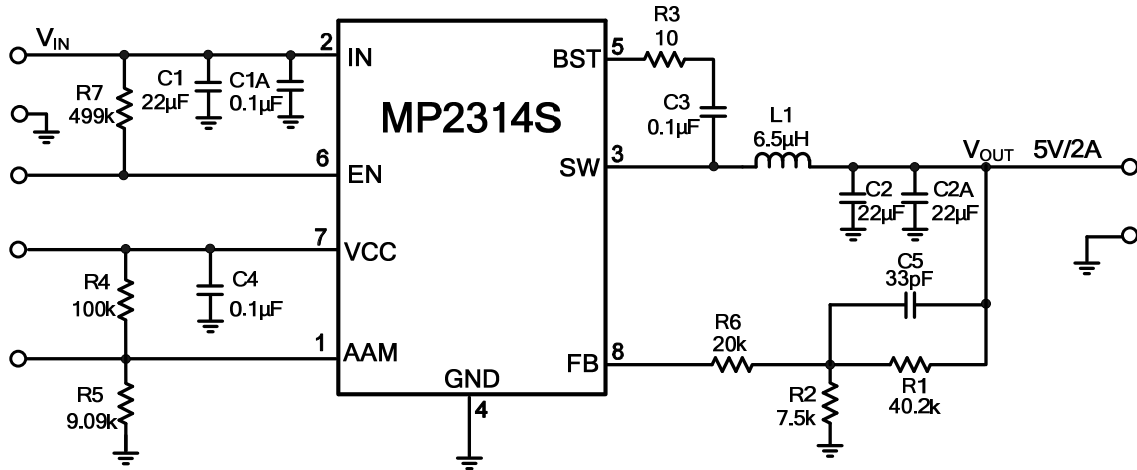 R3
10
V_IN
2
IN
BST
5
C1
22µF
C1A
0.1µF
R7
499k
MP2314S
C3
0.1µF
L1
6.5µH
6
EN
SW
3
V_OUT
5V/2A
C2
22µF
C2A
22µF
7
VCC
R4
100k
C4
0.1µF
C5
33pF
1
AAM
FB
8
R6
20k
GND
4
R5
9.09k
R2
7.5k
R1
40.2k